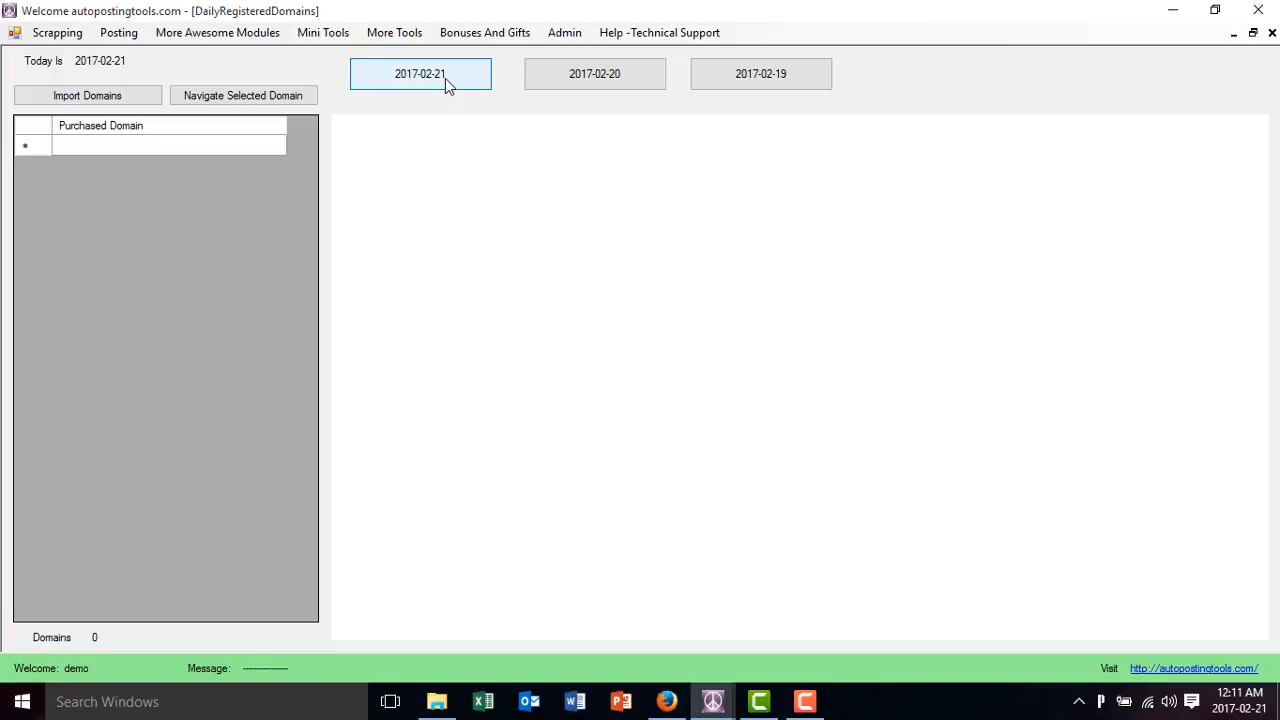 Welcome autopostingtools.com - [DailyRegisteredDomains]
Scrapping Posting More Awesome Modules Mini Tools More Tools Bonuses And Gifts Admin Help -Technical Support
Today Is 2017-02-21
2017-02-21 2017-02-20 2017-02-19
Import Domains Navigate Selected Domain
Purchased Domain
Domains 0
Welcome: demo Message: --------------- Visit http://autopostingtools.com/
Search Windows
12:11 AM
2017-02-21